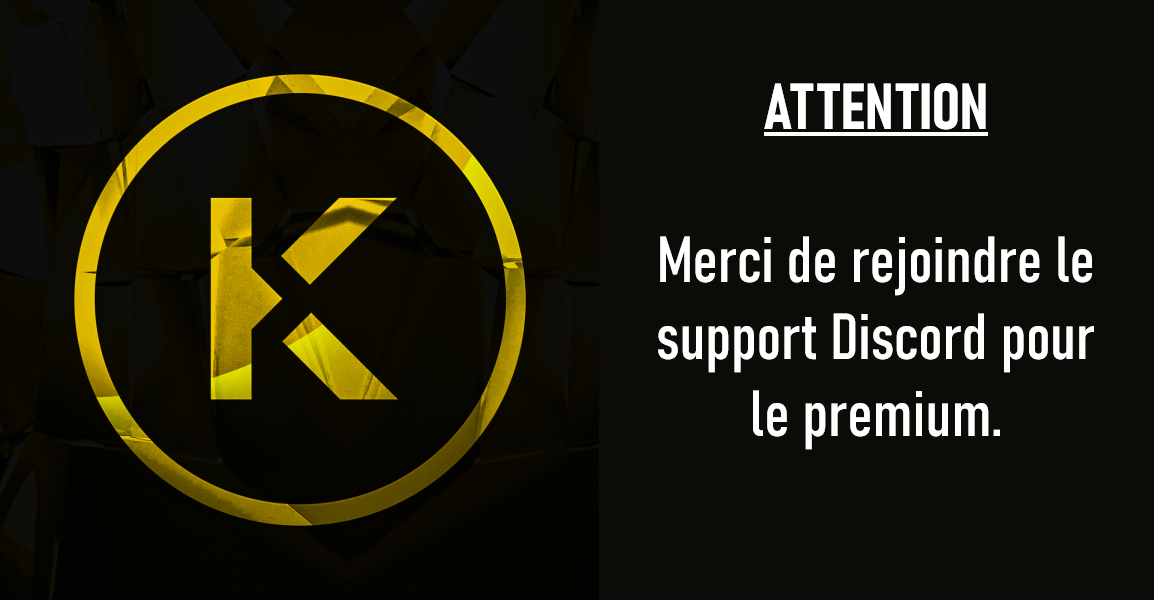 K
ATTENTION
Merci de rejoindre le
support Discord pour
le premium.